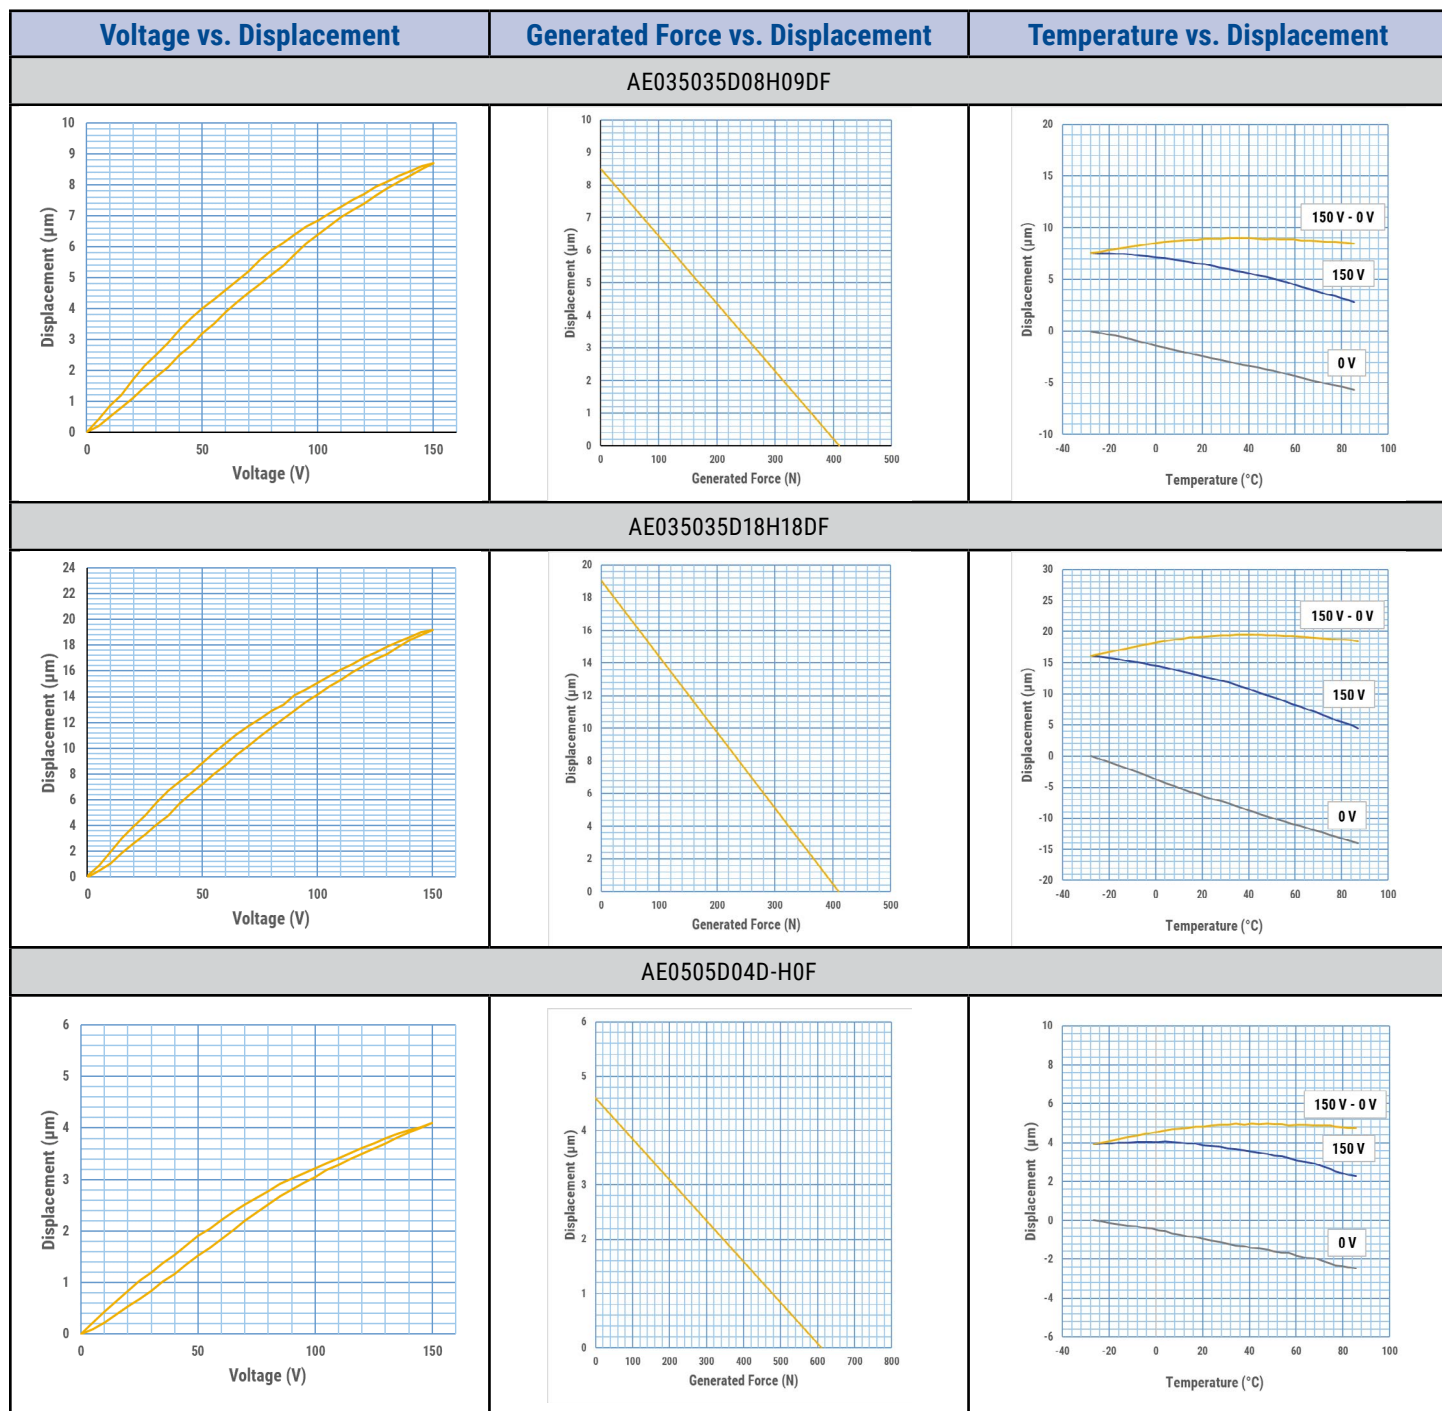 Voltage vs. Displacement
Generated Force vs. Displacement
Temperature vs. Displacement
AE035035D08H09DF
10
9
8
7
6
5
4
3
2
1
0
0 50 100 150
Displacement (µm)
Voltage (V)
10
9
8
7
6
5
4
3
2
1
0
0 100 200 300 400 500
Displacement (µm)
Generated Force (N)
20
15
10
5
0
-5
-10
-40 -20 0 20 40 60 80 100
Displacement (µm)
Temperature (°C)
150 V - 0 V
150 V
0 V
AE035035D18H18DF
24
22
20
18
16
14
12
10
8
6
4
2
0
0 50 100 150
Displacement (µm)
Voltage (V)
20
18
16
14
12
10
8
6
4
2
0
0 100 200 300 400 500
Displacement (µm)
Generated Force (N)
30
25
20
15
10
5
0
-5
-10
-15
-20
-40 -20 0 20 40 60 80 100
Displacement (µm)
Temperature (°C)
150 V - 0 V
150 V
0 V
AE0505D04D-H0F
6
5
4
3
2
1
0
0 50 100 150
Displacement (µm)
Voltage (V)
6
5
4
3
2
1
0
0 100 200 300 400 500 600 700 800
Displacement (µm)
Generated Force (N)
10
8
6
4
2
0
-2
-4
-6
-40 -20 0 20 40 60 80 100
Displacement (µm)
Temperature (°C)
150 V - 0 V
150 V
0 V